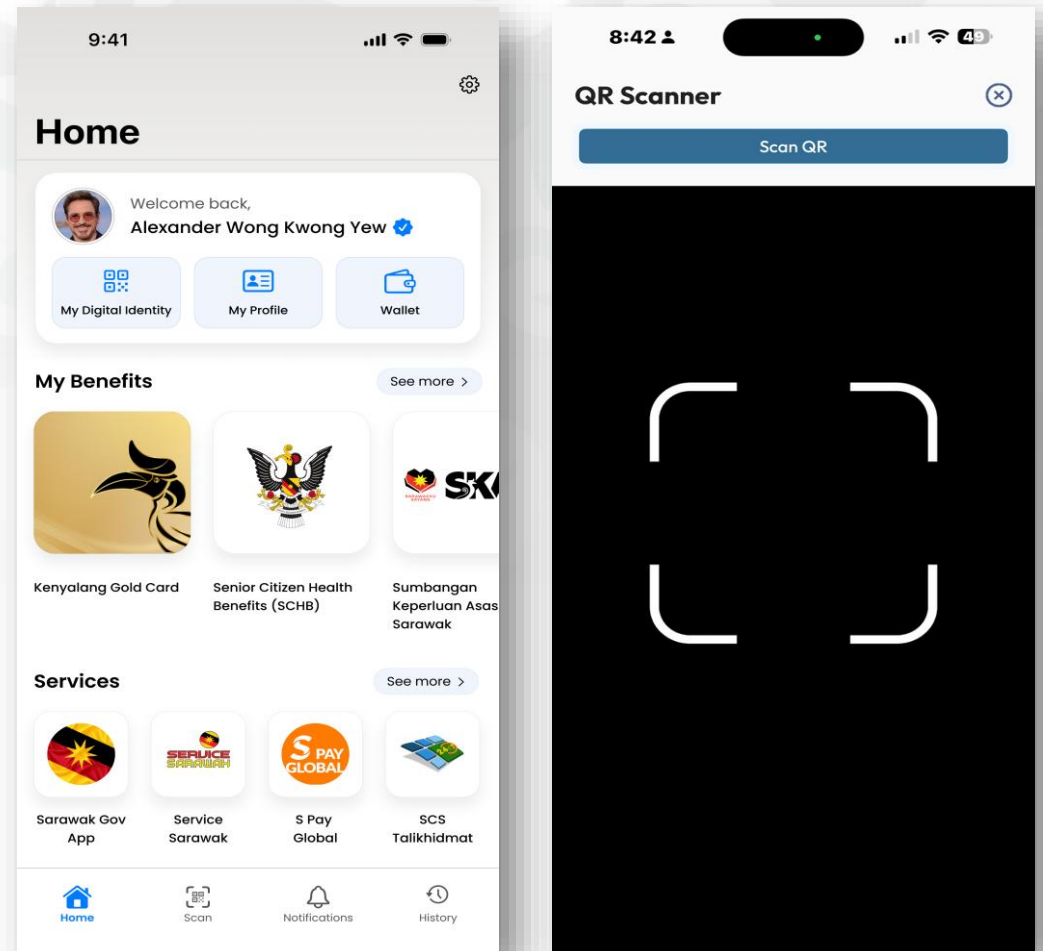 9:41
Home
Welcome back,
Alexander Wong Kwong Yew
My Digital Identity
My Profile
Wallet
My Benefits
See more >
SK
Kenyalang Gold Card
Senior Citizen Health
Benefits (SCHB)
Sumbangan
Keperluan Asas
Sarawak
Services
See more >
SERVICE
SARAWAK
S PAY
GLOBAL
Sarawak Gov
App
Service
Sarawak
S Pay
Global
SCS
Talikhidmat
Home
Scan
Notifications
History
8:42
49
QR Scanner
Scan QR